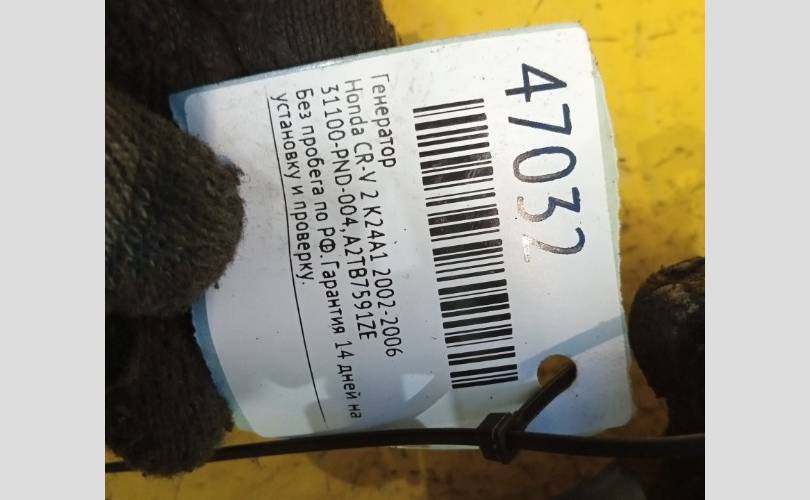 47032
Генератор
Honda CR-V 2 K24A1 2002-2006
31100-PND-004,A2TB7591ZE
Без пробега по РФ.Гарантия 14 дней на
установку и проверку.